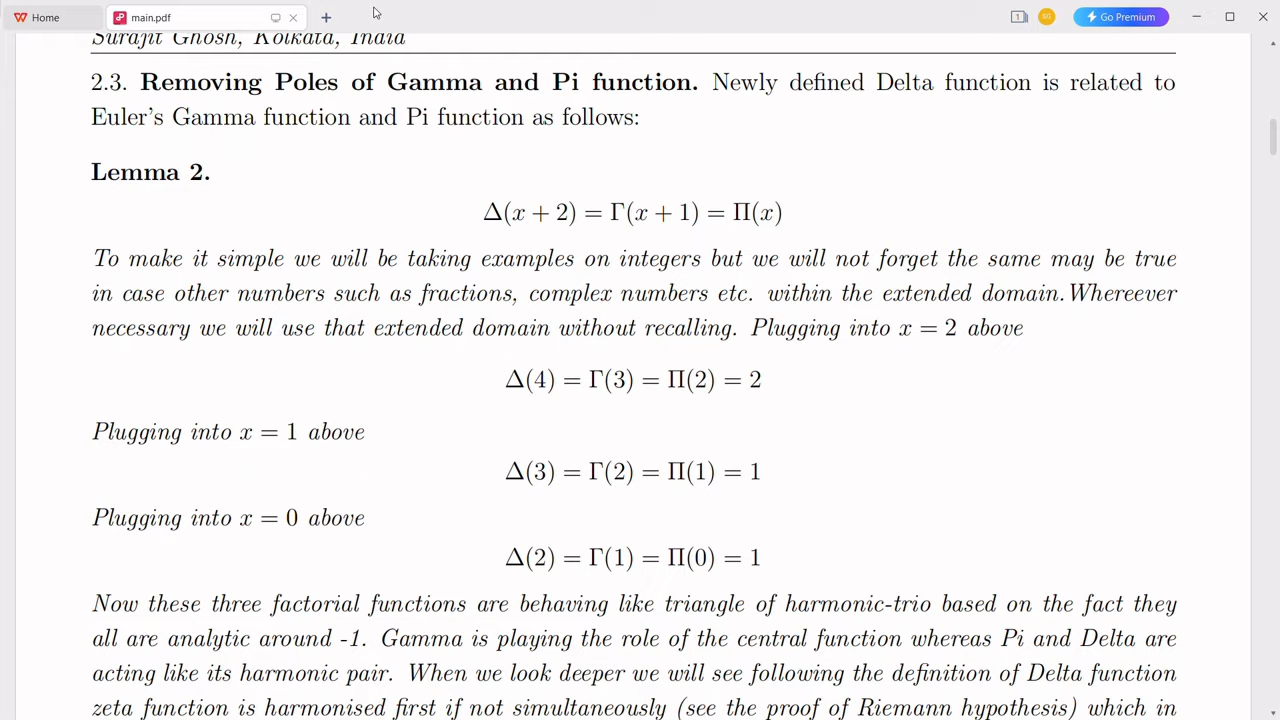 Home
main.pdf
1
SG
Go Premium
Surajit Ghosh, Kolkata, India
2.3. Removing Poles of Gamma and Pi function. Newly defined Delta function is related to
Euler's Gamma function and Pi function as follows:
Lemma 2.
Δ(x + 2) = Γ(x + 1) = Π(x)
To make it simple we will be taking examples on integers but we will not forget the same may be true
in case other numbers such as fractions, complex numbers etc. within the extended domain.Whereever
necessary we will use that extended domain without recalling. Plugging into x = 2 above
Δ(4) = Γ(3) = Π(2) = 2
Plugging into x = 1 above
Δ(3) = Γ(2) = Π(1) = 1
Plugging into x = 0 above
Δ(2) = Γ(1) = Π(0) = 1
Now these three factorial functions are behaving like triangle of harmonic-trio based on the fact they
all are analytic around -1. Gamma is playing the role of the central function whereas Pi and Delta are
acting like its harmonic pair. When we look deeper we will see following the definition of Delta function
zeta function is harmonised first if not simultaneously (see the proof of Riemann hypothesis) which in